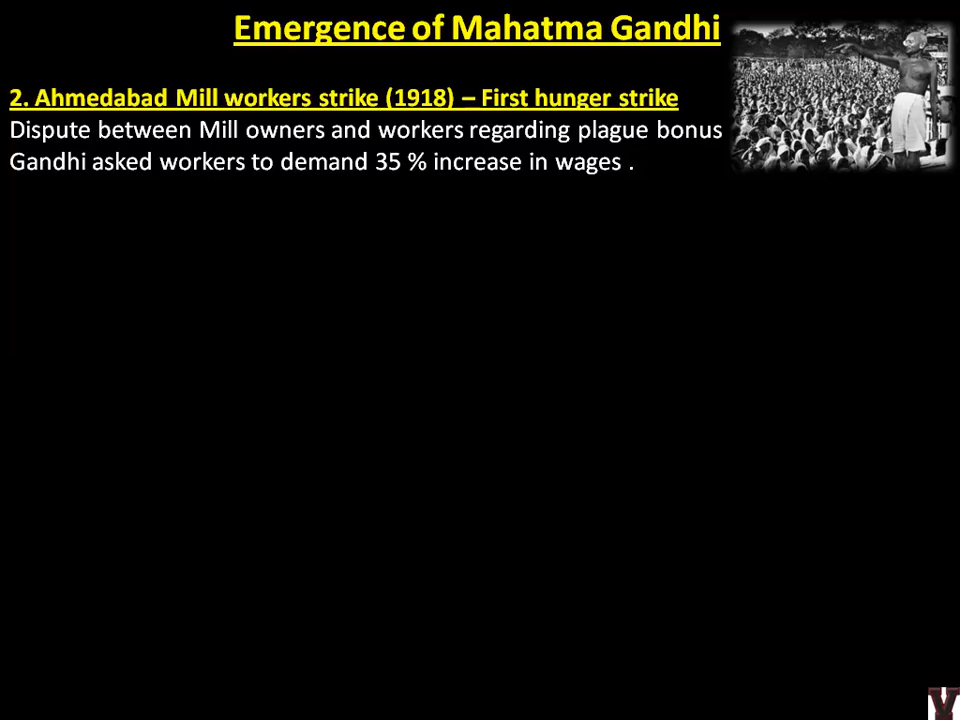 Emergence of Mahatma Gandhi
2. Ahmedabad Mill workers strike (1918) – First hunger strike
Dispute between Mill owners and workers regarding plague bonus
Gandhi asked workers to demand 35 % increase in wages .
V